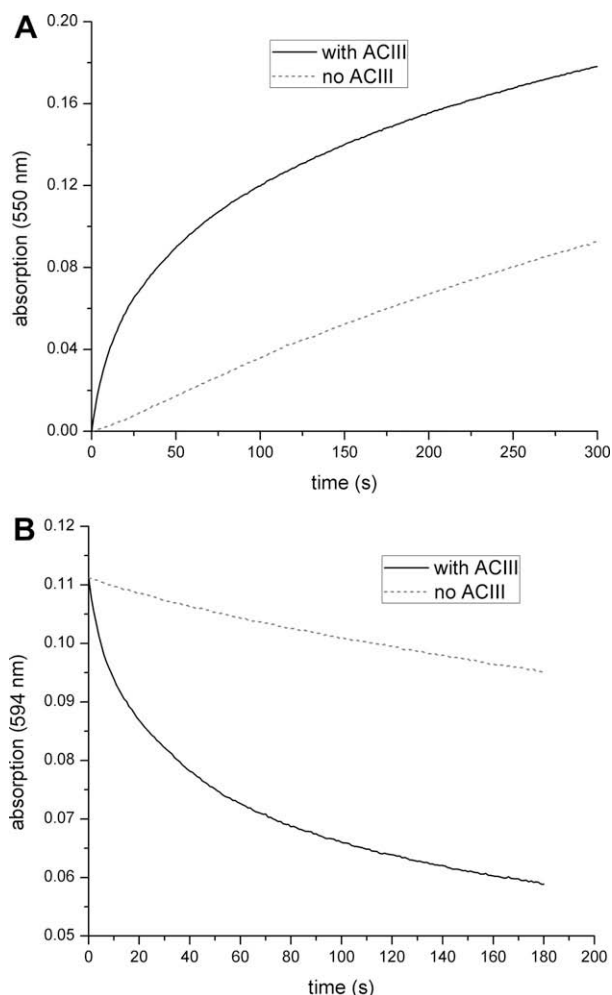 A
0.20
0.16
0.12
0.08
0.04
0.00
absorption (550 nm)
with ACIII
no ACIII
0 50 100 150 200 250 300
time (s)
B
0.12
0.11
0.10
0.09
0.08
0.07
0.06
0.05
absorption (594 nm)
with ACIII
no ACIII
0 20 40 60 80 100 120 140 160 180 200
time (s)